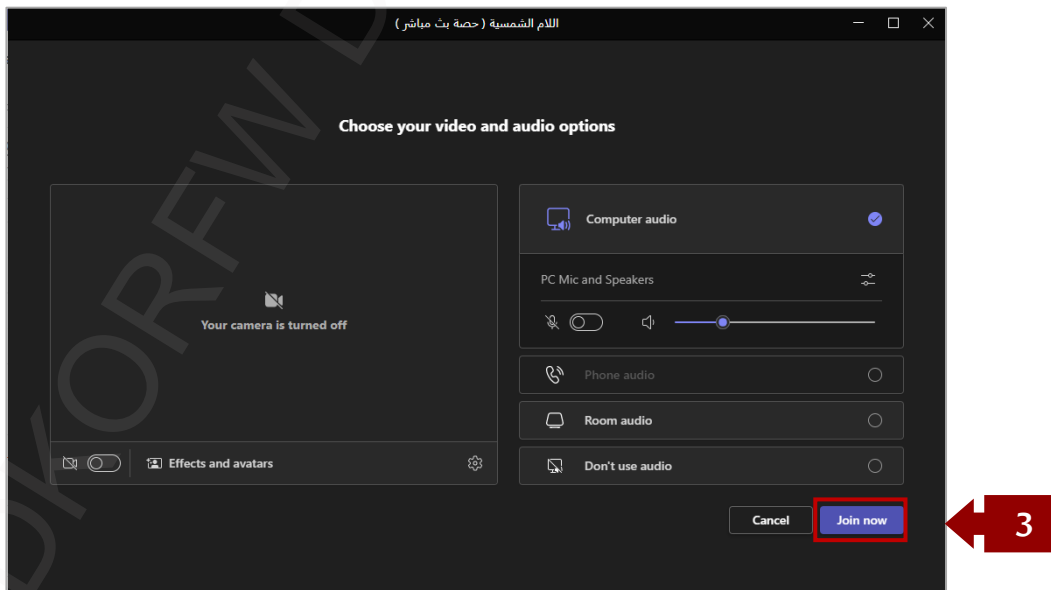 اللام الشمسية ( حصة بث مباشر )
Choose your video and audio options
Computer audio
PC Mic and Speakers
Your camera is turned off
Phone audio
Room audio
Effects and avatars
Don't use audio
Cancel
Join now
3